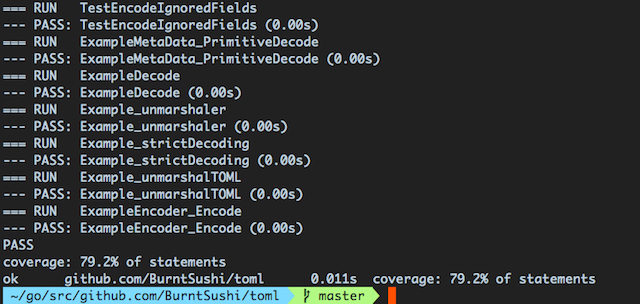 === RUN   TestEncodeIgnoredFields
--- PASS: TestEncodeIgnoredFields (0.00s)
=== RUN   ExampleMetaData_PrimitiveDecode
--- PASS: ExampleMetaData_PrimitiveDecode (0.00s)
=== RUN   ExampleDecode
--- PASS: ExampleDecode (0.00s)
=== RUN   Example_unmarshaler
--- PASS: Example_unmarshaler (0.00s)
=== RUN   Example_strictDecoding
--- PASS: Example_strictDecoding (0.00s)
=== RUN   Example_unmarshalTOML
--- PASS: Example_unmarshalTOML (0.00s)
=== RUN   ExampleEncoder_Encode
--- PASS: ExampleEncoder_Encode (0.00s)
PASS
coverage: 79.2% of statements
ok      github.com/BurntSushi/toml      0.011s  coverage: 79.2% of statements
~/go/src/github.com/BurntSushi/toml master